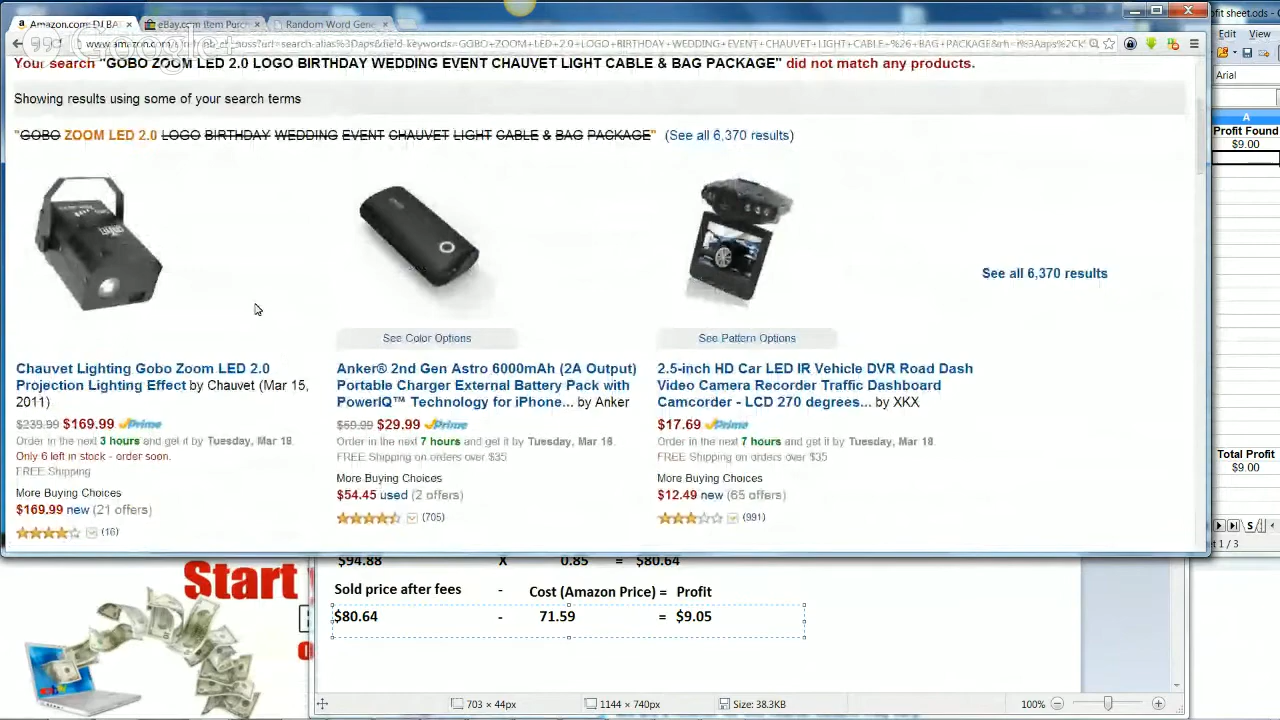 Amazon.com: DJ BA
eBay.com Item Purch
Random Word Gene
Google+
Your search "GOBO ZOOM LED 2.0 LOGO BIRTHDAY WEDDING EVENT CHAUVET LIGHT CABLE & BAG PACKAGE" did not match any products.
Showing results using some of your search terms
"GOBO ZOOM LED 2.0 LOGO BIRTHDAY WEDDING EVENT CHAUVET LIGHT CABLE & BAG PACKAGE" (See all 6,370 results)
See all 6,370 results
Chauvet Lighting Gobo Zoom LED 2.0
Projection Lighting Effect by Chauvet (Mar 15,
2011)
$239.99 $169.99 Prime
Order in the next 3 hours and get it by Tuesday, Mar 18.
Only 6 left in stock - order soon.
FREE Shipping
More Buying Choices
$169.99 new (21 offers)
(16)
See Color Options
Anker® 2nd Gen Astro 6000mAh (2A Output)
Portable Charger External Battery Pack with
PowerIQ™ Technology for iPhone... by Anker
$59.99 $29.99 Prime
Order in the next 7 hours and get it by Tuesday, Mar 18.
FREE Shipping on orders over $35
More Buying Choices
$54.45 used (2 offers)
(705)
See Pattern Options
2.5-inch HD Car LED IR Vehicle DVR Road Dash
Video Camera Recorder Traffic Dashboard
Camcorder - LCD 270 degrees... by XKX
$17.69 Prime
Order in the next 7 hours and get it by Tuesday, Mar 18.
FREE Shipping on orders over $35
More Buying Choices
$12.49 new (65 offers)
(991)
ofit sheet.ods - O
Edit View
Arial
A
Profit Found
$9.00
Total Profit
$9.00
1 / 3
$94.88 X 0.85 = $80.64
Sold price after fees - Cost (Amazon Price) = Profit
$80.64 - 71.59 = $9.05
Start
703 × 44px
1144 × 740px
Size: 38.3KB
100%